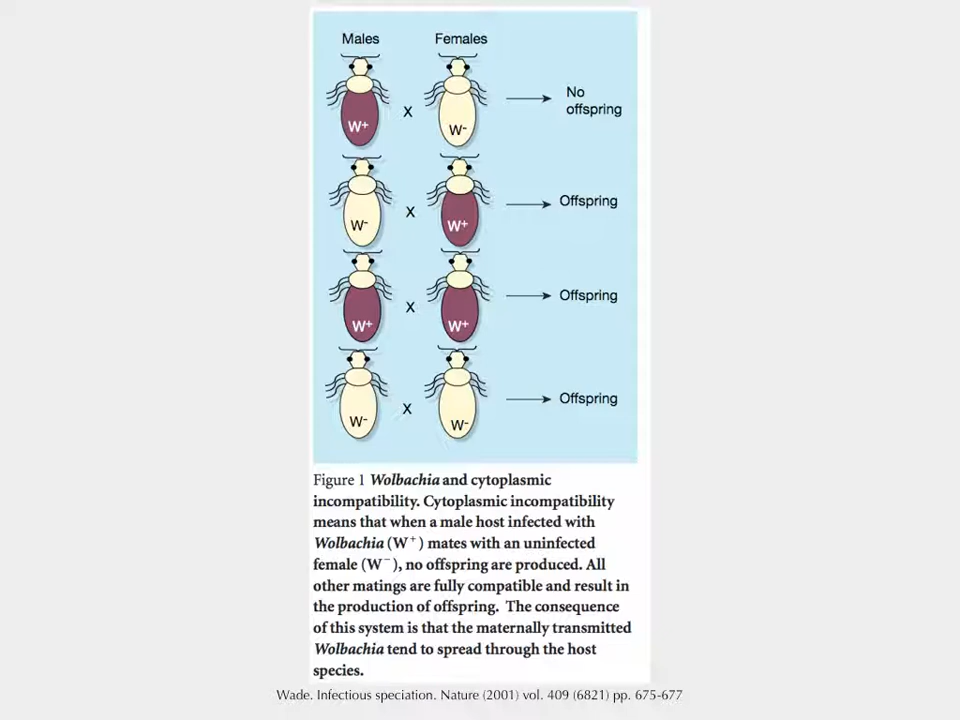 Males Females
W+ X W- No
offspring
W- X W+ Offspring
W+ X W+ Offspring
W- X W- Offspring
Figure 1 Wolbachia and cytoplasmic
incompatibility. Cytoplasmic incompatibility
means that when a male host infected with
Wolbachia (W+) mates with an uninfected
female (W−), no offspring are produced. All
other matings are fully compatible and result in
the production of offspring. The consequence
of this system is that the maternally transmitted
Wolbachia tend to spread through the host
species.
Wade. Infectious speciation. Nature (2001) vol. 409 (6821) pp. 675-677